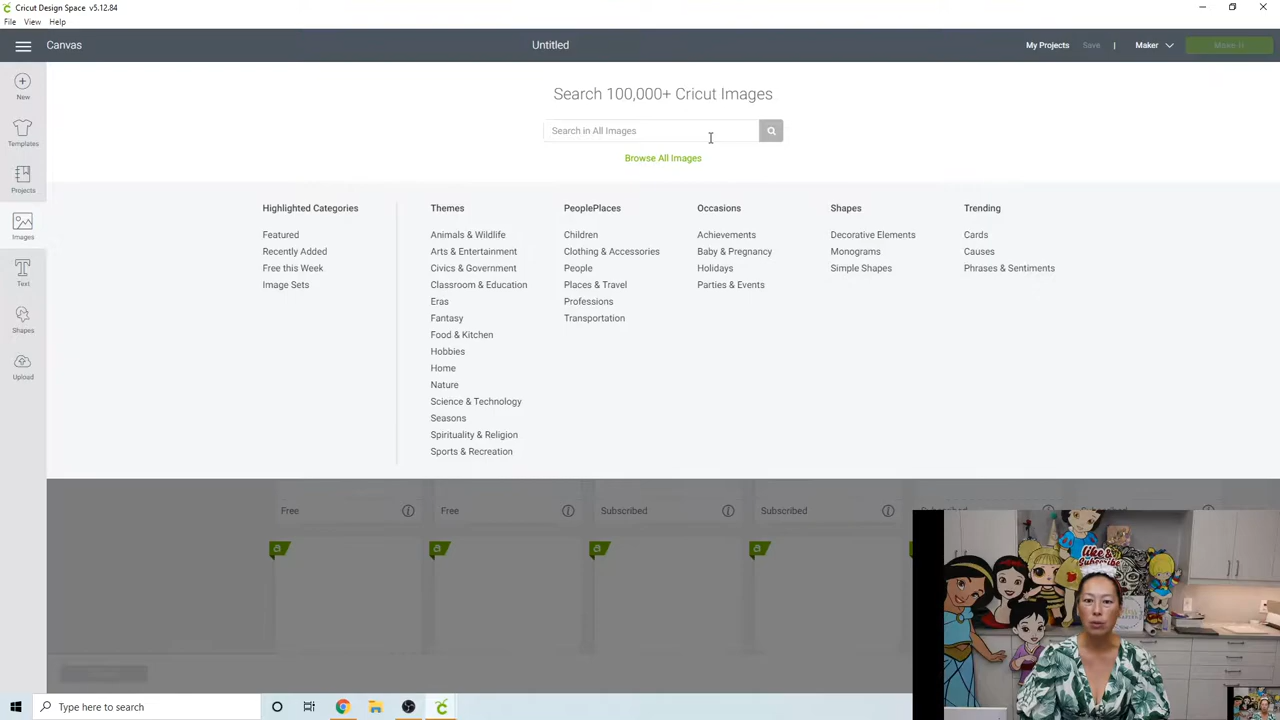 Cricut Design Space v5.12.84
File View Help
Canvas
Untitled
My Projects Save | Maker Make It
New
Templates
Projects
Images
Text
Shapes
Upload
Search 100,000+ Cricut Images
Search in All Images
Browse All Images
Highlighted Categories
Featured
Recently Added
Free this Week
Image Sets
Themes
Animals & Wildlife
Arts & Entertainment
Civics & Government
Classroom & Education
Eras
Fantasy
Food & Kitchen
Hobbies
Home
Nature
Science & Technology
Seasons
Spirituality & Religion
Sports & Recreation
PeoplePlaces
Children
Clothing & Accessories
People
Places & Travel
Professions
Transportation
Occasions
Achievements
Baby & Pregnancy
Holidays
Parties & Events
Shapes
Decorative Elements
Monograms
Simple Shapes
Trending
Cards
Causes
Phrases & Sentiments
Free Free Subscribed Subscribed
a a a a
like &
Subscribe
Type here to search